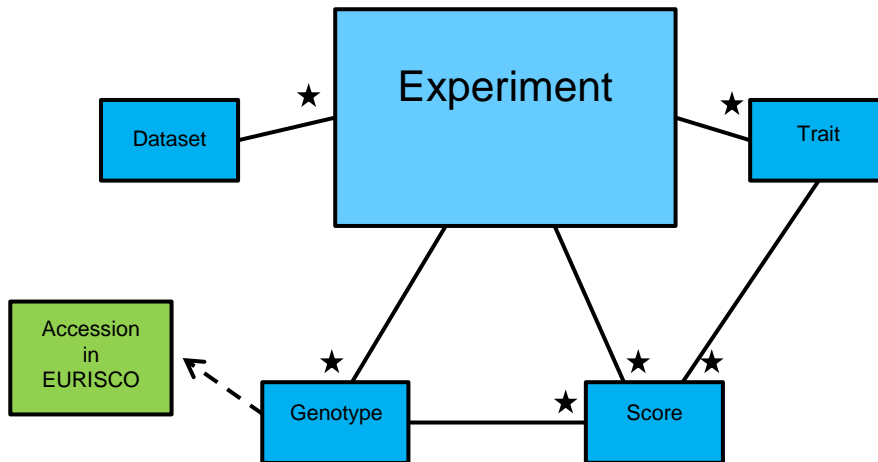 Experiment
Dataset
Trait
Accession
in
EURISCO
Genotype
Score